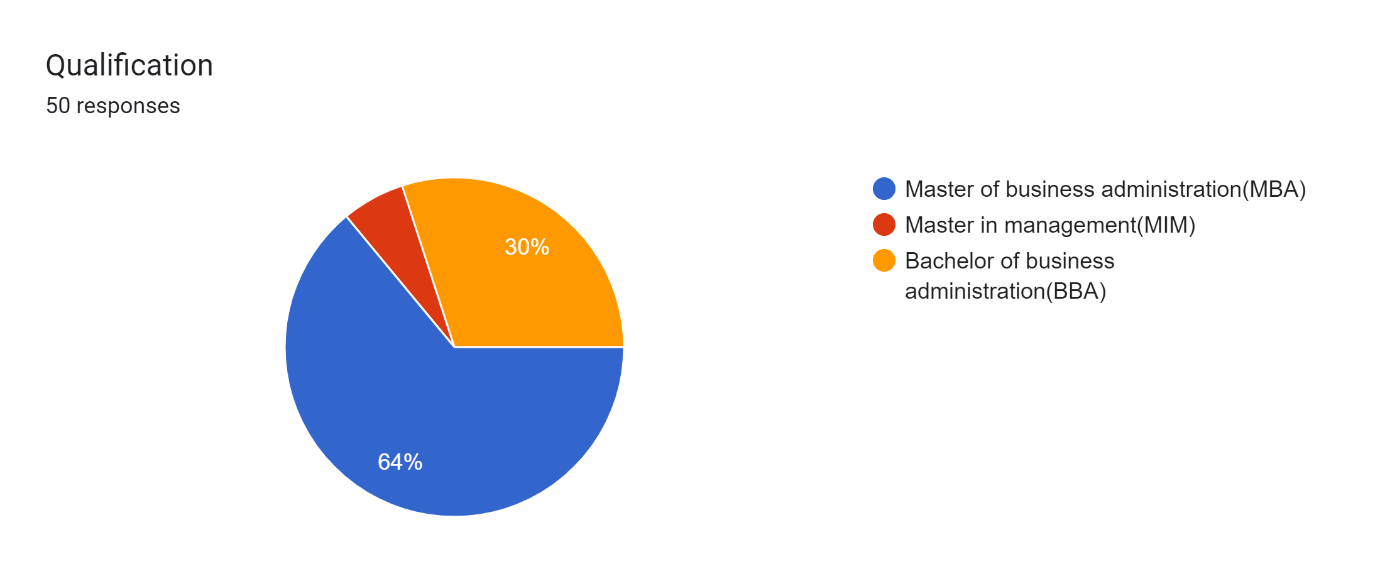 Qualification
50 responses
30%
64%
Master of business administration(MBA)
Master in management(MIM)
Bachelor of business
administration(BBA)